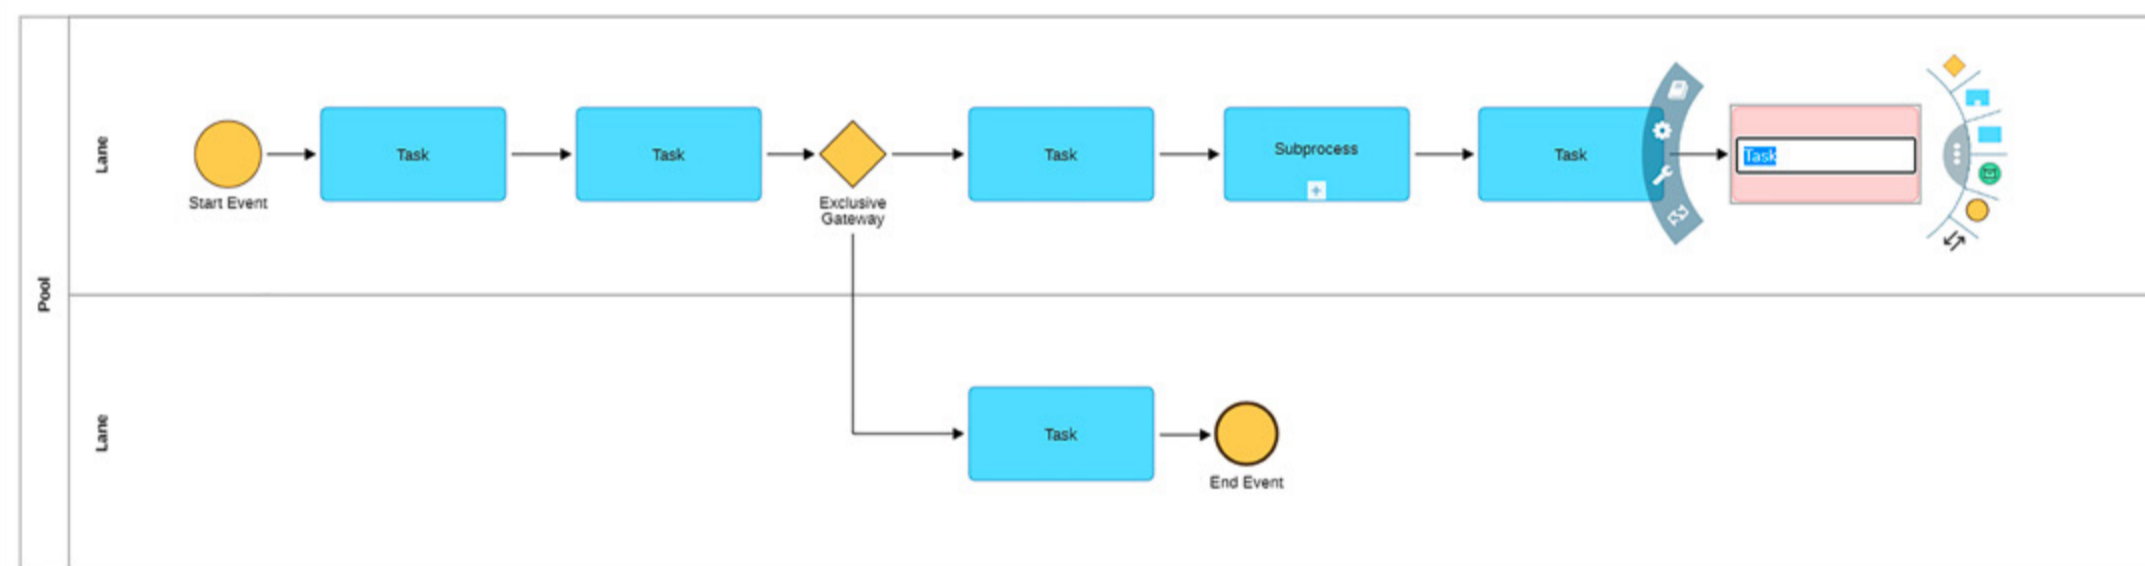 Pool
Lane
Start Event
Task
Task
Exclusive
Gateway
Task
Subprocess
Task
Task
Lane
Task
End Event